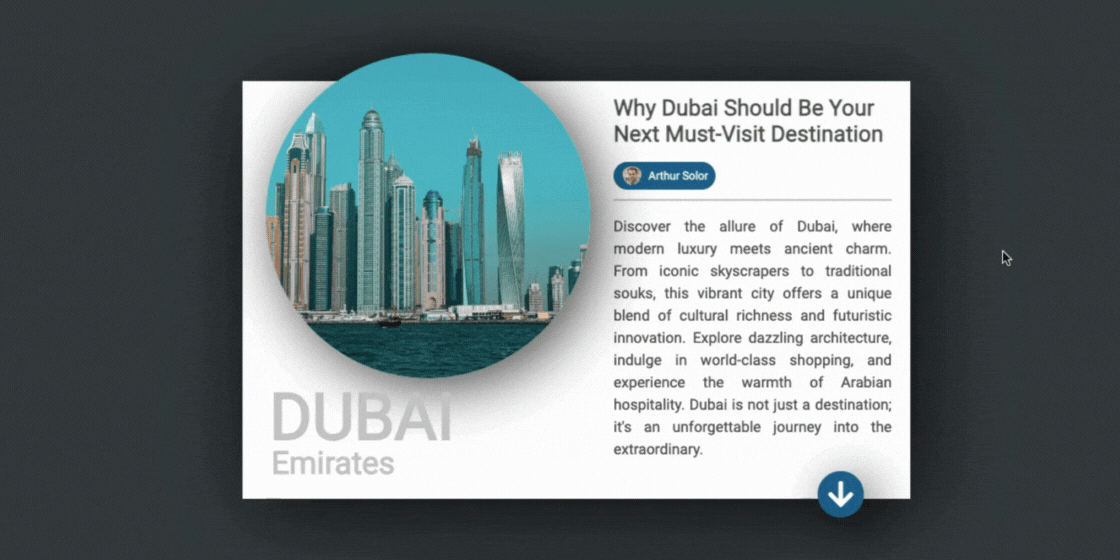 Why Dubai Should Be Your
Next Must-Visit Destination
Arthur Solor
Discover the allure of Dubai, where
modern luxury meets ancient charm.
From iconic skyscrapers to traditional
souks, this vibrant city offers a unique
blend of cultural richness and futuristic
innovation. Explore dazzling architecture,
indulge in world-class shopping, and
experience the warmth of Arabian
hospitality. Dubai is not just a destination;
it's an unforgettable journey into the
extraordinary.
DUBAI
Emirates